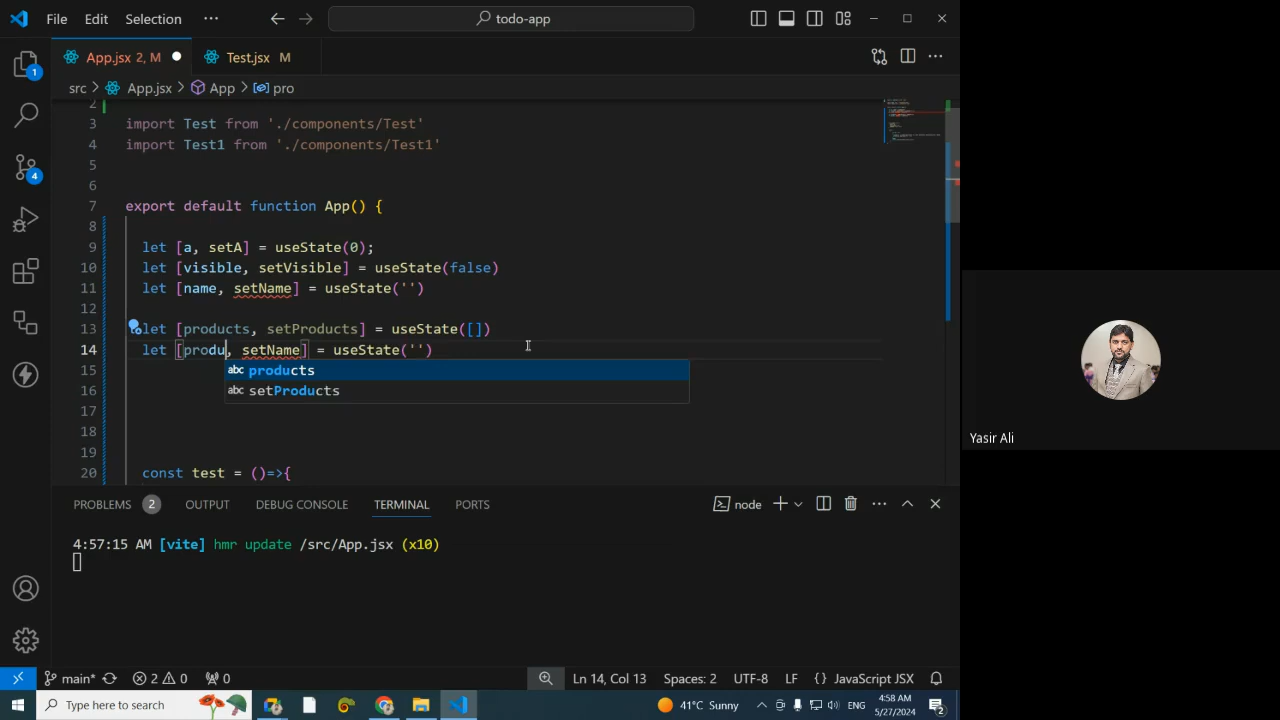 File Edit Selection ··· todo-app
App.jsx 2, M Test.jsx M
src > App.jsx > App > pro
2
3 import Test from './components/Test'
4 import Test1 from './components/Test1'
5
6
7 export default function App() {
8
9 let [a, setA] = useState(0);
10 let [visible, setVisible] = useState(false)
11 let [name, setName] = useState('')
12
13 let [products, setProducts] = useState([])
14 let [produ, setName] = useState('')
15 abc products
16 abc setProducts
17
18
19
20 const test = ()=>{
PROBLEMS 2 OUTPUT DEBUG CONSOLE TERMINAL PORTS node
4:57:15 AM [vite] hmr update /src/App.jsx (x10)
main* 2 0 0 Ln 14, Col 13 Spaces: 2 UTF-8 LF {} JavaScript JSX
Type here to search 41°C Sunny ENG 4:58 AM
5/27/2024 2
1
4
Yasir Ali